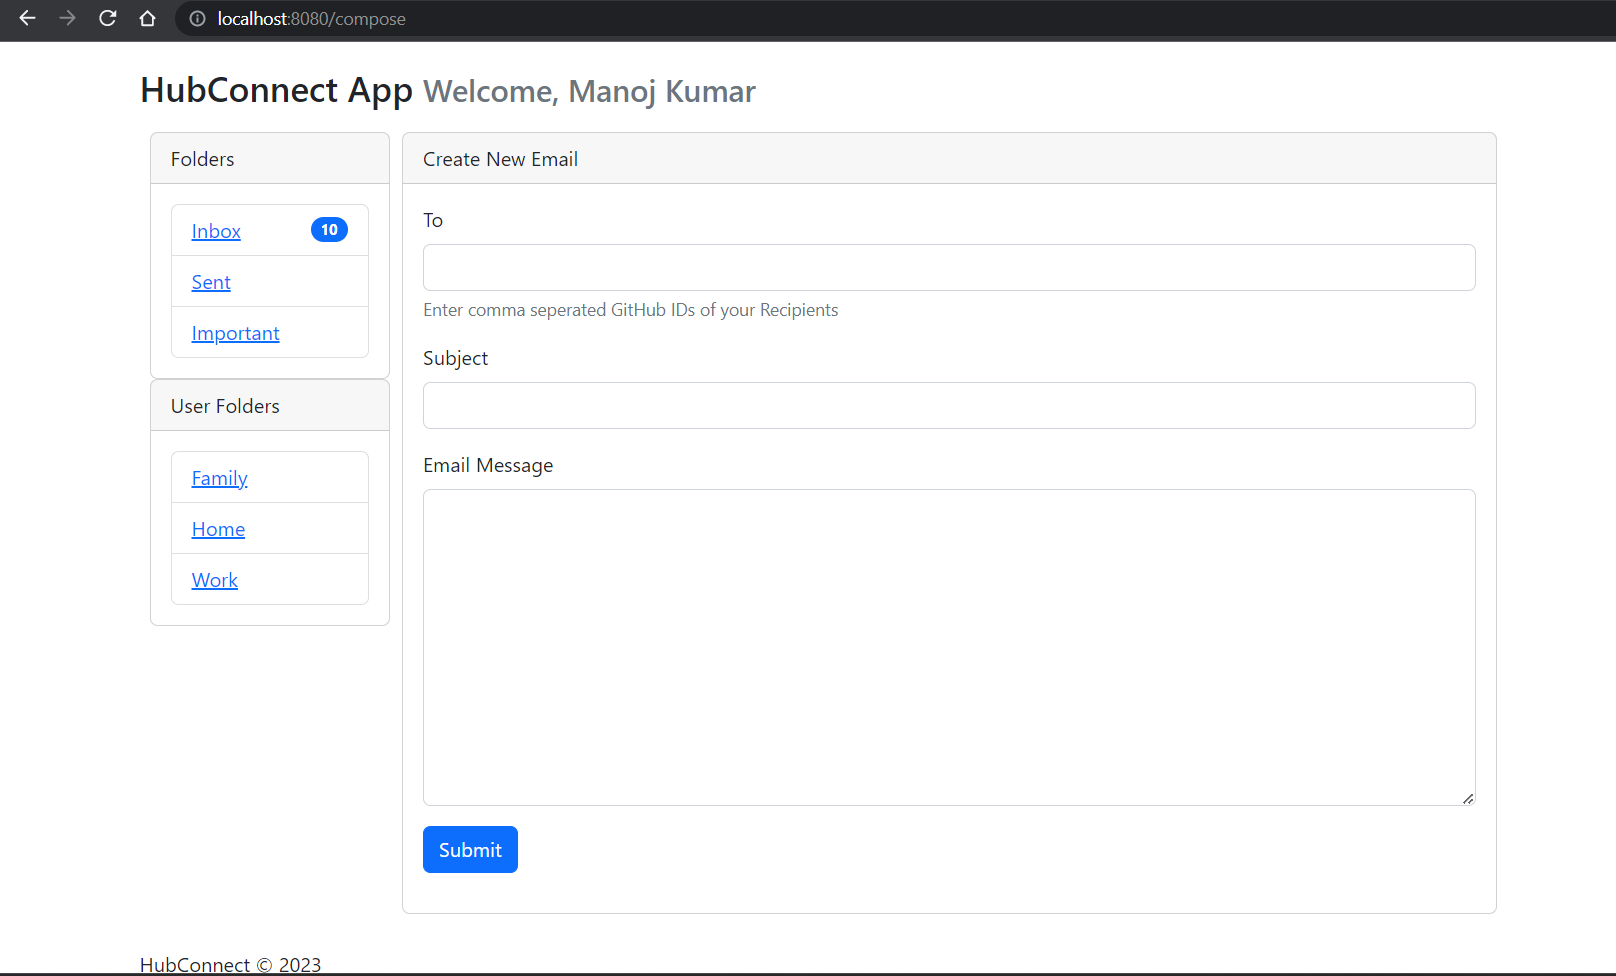 localhost:8080/compose
HubConnect App Welcome, Manoj Kumar
Folders
Inbox 10
Sent
Important
User Folders
Family
Home
Work
Create New Email
To
Enter comma seperated GitHub IDs of your Recipients
Subject
Email Message
Submit
HubConnect © 2023